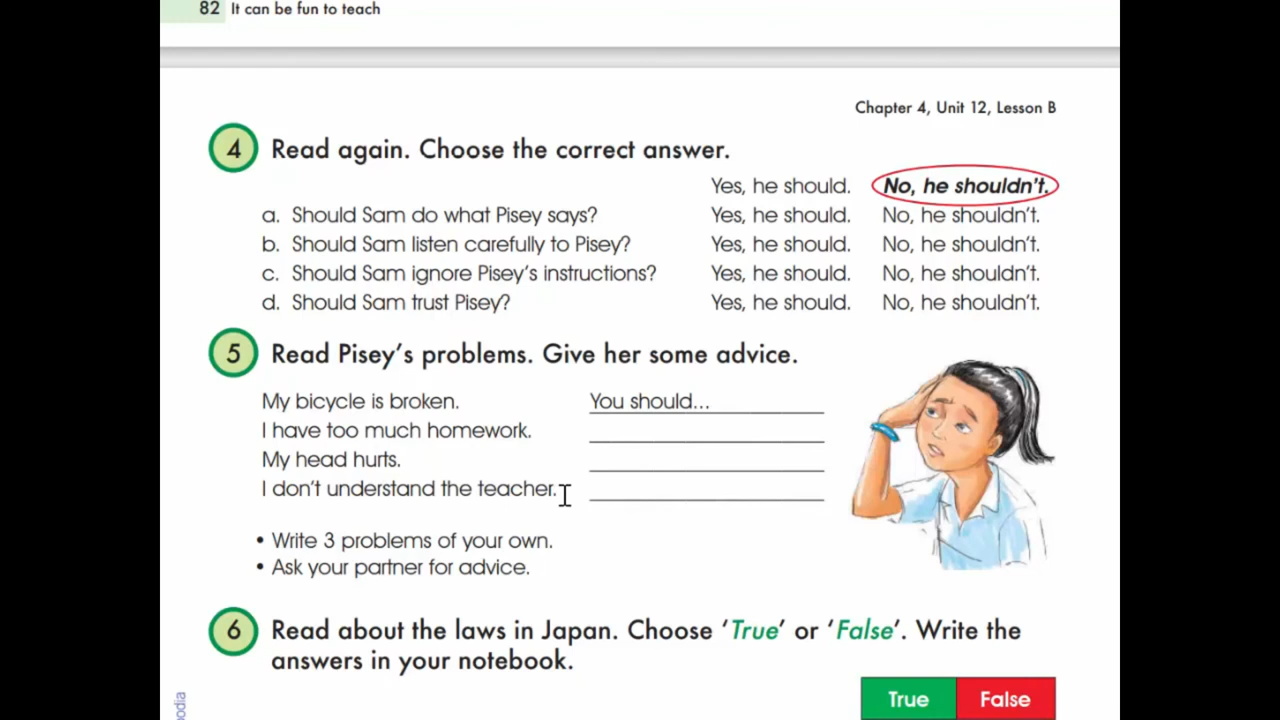 82 It can be fun to teach
Chapter 4, Unit 12, Lesson B
4 Read again. Choose the correct answer.
Yes, he should. No, he shouldn't.
a. Should Sam do what Pisey says? Yes, he should. No, he shouldn't.
b. Should Sam listen carefully to Pisey? Yes, he should. No, he shouldn't.
c. Should Sam ignore Pisey's instructions? Yes, he should. No, he shouldn't.
d. Should Sam trust Pisey? Yes, he should. No, he shouldn't.
5 Read Pisey's problems. Give her some advice.
My bicycle is broken. You should...
I have too much homework.
My head hurts.
I don't understand the teacher.
• Write 3 problems of your own.
• Ask your partner for advice.
6 Read about the laws in Japan. Choose 'True' or 'False'. Write the
answers in your notebook.
True False